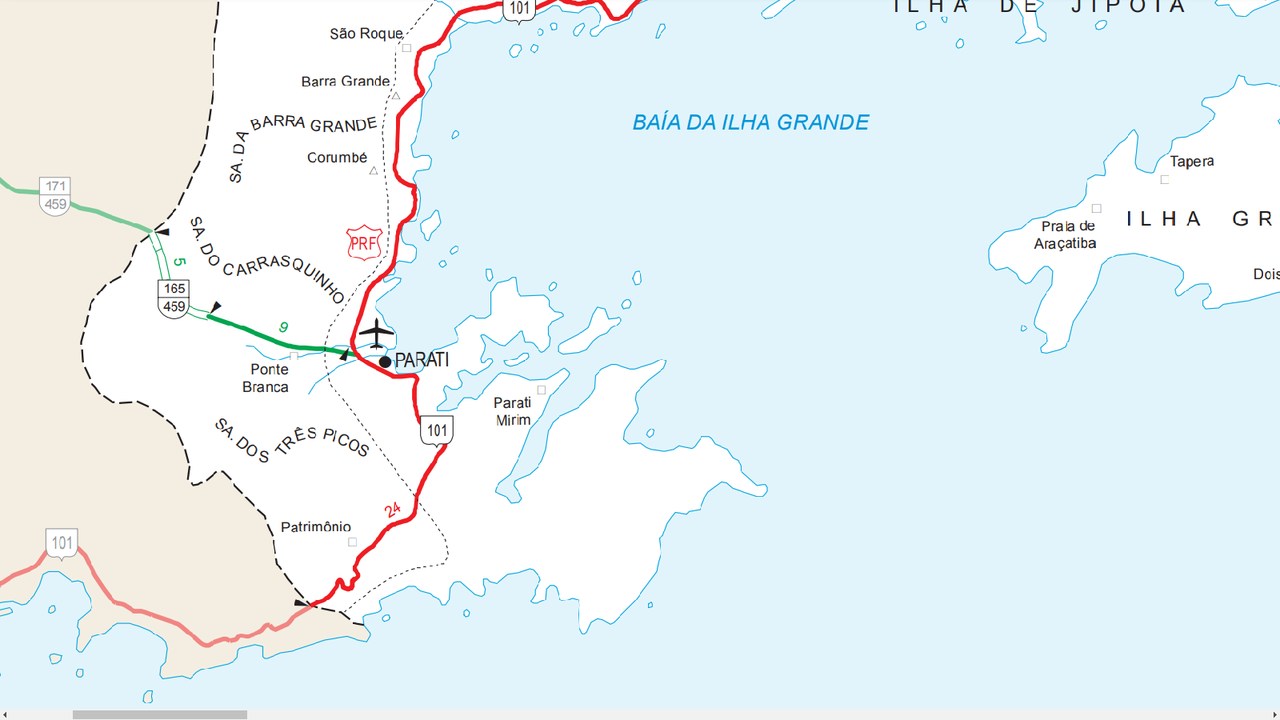 101
ILHA DE JIPOIA
São Roque
Barra Grande
BAÍA DA ILHA GRANDE
SA. DA BARRA GRANDE
Corumbé
Tapera
171
459
Praia de
Araçatiba
ILHA GR
SA. DO CARRASQUINHO
PRF
5
Dois
165
459
9
PARATI
Ponte
Branca
Parati
Mirim
101
SA. DOS TRÊS PICOS
24
Patrimônio
101